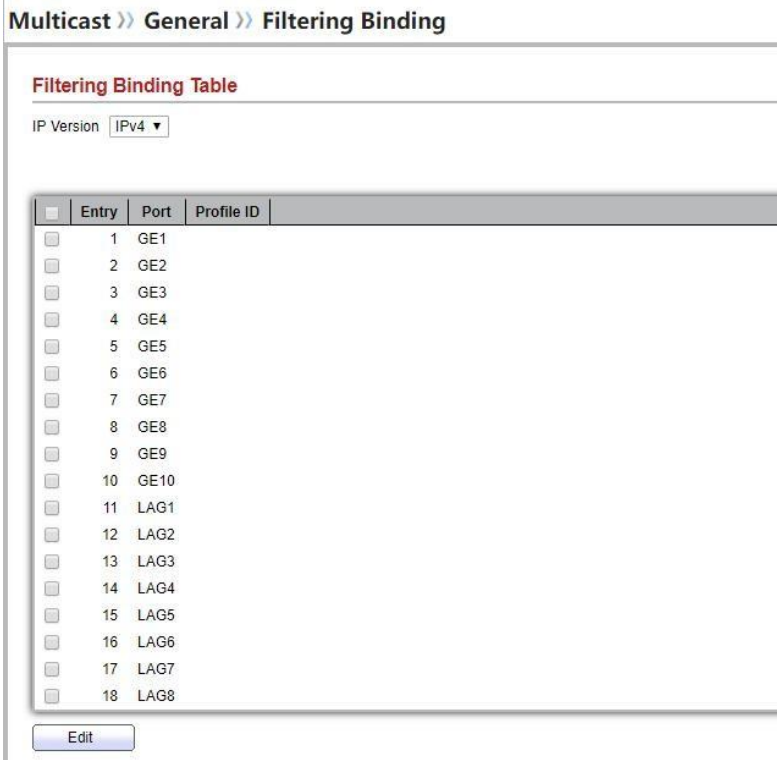 Multicast » General » Filtering Binding
Filtering Binding Table
IP Version IPv4 ▼
Entry Port Profile ID
1 GE1
2 GE2
3 GE3
4 GE4
5 GE5
6 GE6
7 GE7
8 GE8
9 GE9
10 GE10
11 LAG1
12 LAG2
13 LAG3
14 LAG4
15 LAG5
16 LAG6
17 LAG7
18 LAG8
Edit